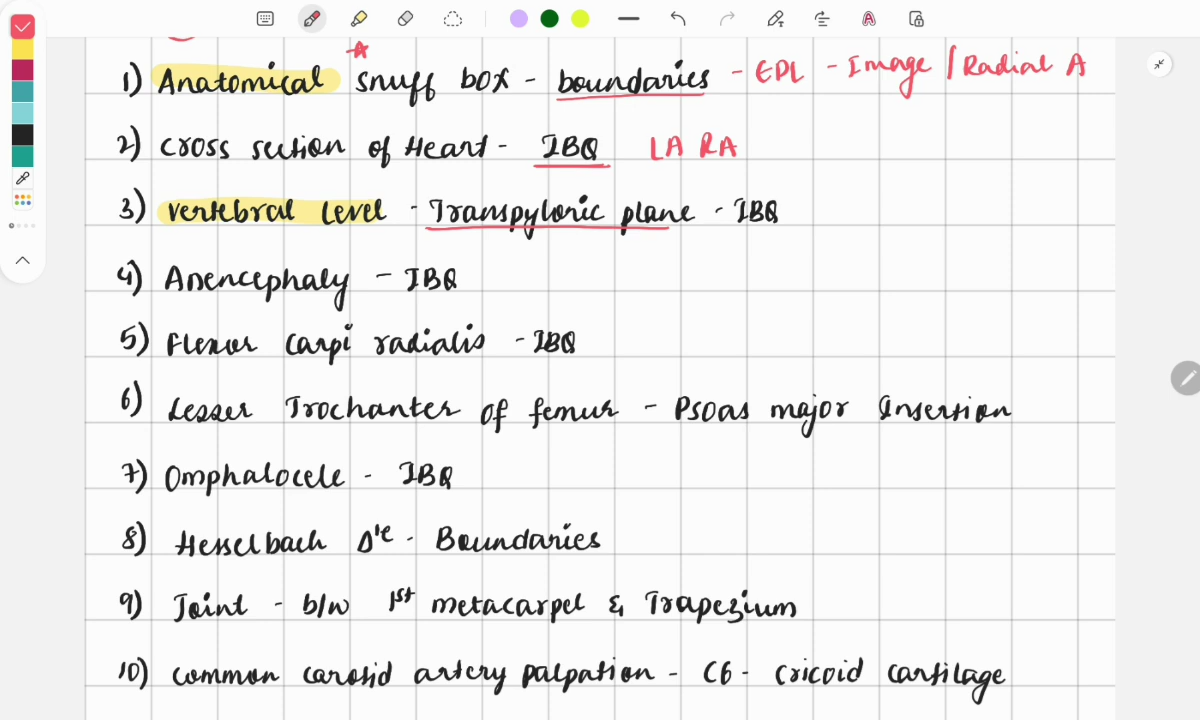 1) Anatomical snuff box - boundaries - EPL - Image / Radial A
2) Cross section of Heart - IBQ LA RA
3) Vertebral Level - Transpyloric plane - IBQ
4) Anencephaly - IBQ
5) Flexor Carpi radialis - IBQ
6) Lesser Trochanter of femur - Psoas major Insertion
7) Omphalocele - IBQ
8) Hesselbach Δ'le - Boundaries
9) Joint - b/w 1st metacarpel & Trapezium
10) Common carotid artery palpation - C6 - cricoid cartilage